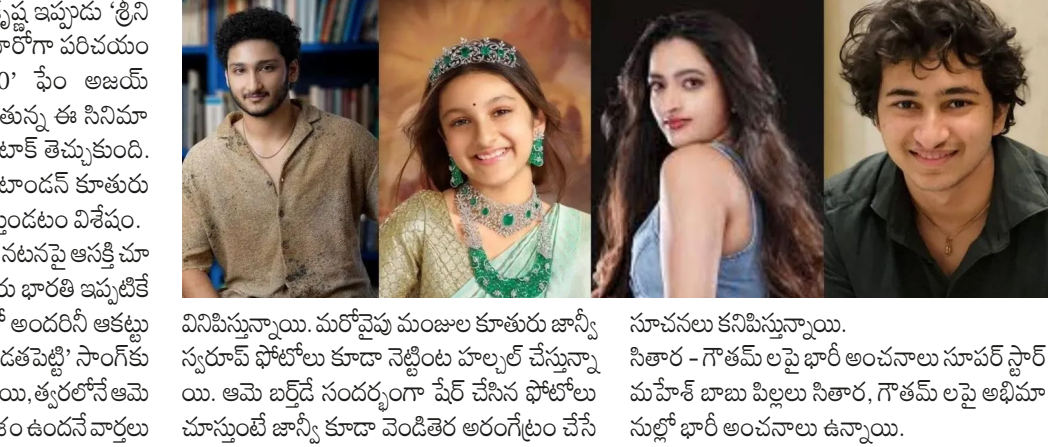 కృష్ణ ఇప్పుడు ‘శ్రీని
రోగా పరిచయం
0’ ఫేం అజయ్
తున్న ఈ సినిమా
టాక్ తెచ్చుకుంది.
టాండన్ కూతురు
స్తుండటం విశేషం.
నటనపై ఆసక్తి చూ
రు భారతి ఇప్పటికే
అందరినీ ఆకట్టు
డతపెట్టి’ సాంగ్‌కు
యి, త్వరలోనే ఆమె
శం ఉందనే వార్తలు
వినిపిస్తున్నాయి. మరోవైపు మంజుల కూతురు జాన్వీ
స్వరూప్ ఫోటోలు కూడా నెట్టింట హల్చల్ చేస్తున్నా
యి. ఆమె బర్త్‌డే సందర్భంగా షేర్ చేసిన ఫోటోలు
చూస్తుంటే జాన్వీ కూడా వెండితెర అరంగేట్రం చేసే
సూచనలు కనిపిస్తున్నాయి.
సితార – గౌతమ్ లపై భారీ అంచనాలు సూపర్ స్టార్
మహేశ్ బాబు పిల్లలు సితార, గౌతమ్ లపై అభిమా
నుల్లో భారీ అంచనాలు ఉన్నాయి.